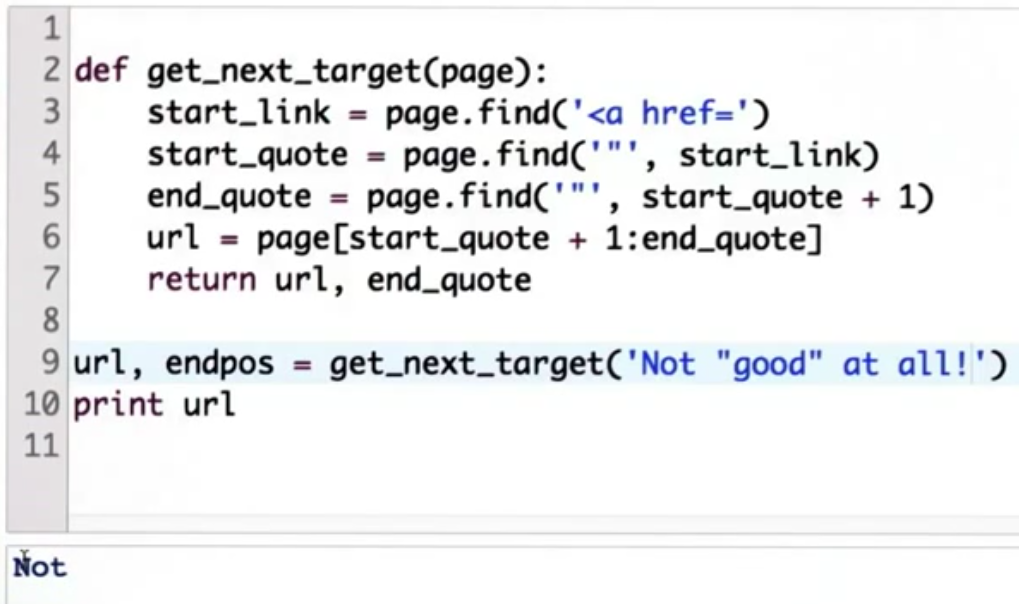 1
2 def get_next_target(page):
3     start_link = page.find('<a href=')
4     start_quote = page.find('"', start_link)
5     end_quote = page.find('"', start_quote + 1)
6     url = page[start_quote + 1:end_quote]
7     return url, end_quote
8
9 url, endpos = get_next_target('Not "good" at all!')
10 print url
11
Not